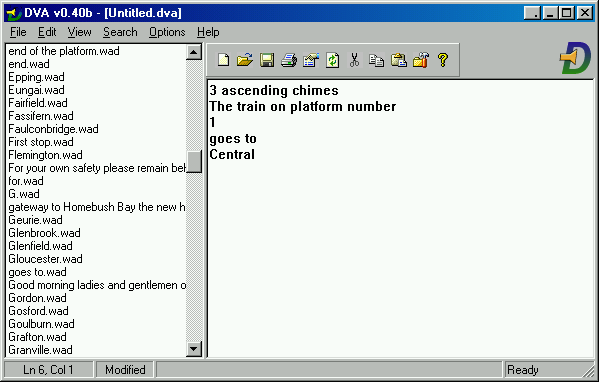 DVA v0.40b - [Untitled.dva]
File Edit View Search Options Help
end of the platform.wad
end.wad
Epping.wad
Eungai.wad
Fairfield.wad
Fassifern.wad
Faulconbridge.wad
First stop.wad
Flemington.wad
For your own safety please remain beh
for.wad
G.wad
gateway to Homebush Bay the new h
Geurie.wad
Glenbrook.wad
Glenfield.wad
Gloucester.wad
goes to.wad
Good morning ladies and gentlemen o
Gordon.wad
Gosford.wad
Goulburn.wad
Grafton.wad
Granville.wad
3 ascending chimes
The train on platform number
1
goes to
Central
Ln 6, Col 1
Modified
Ready